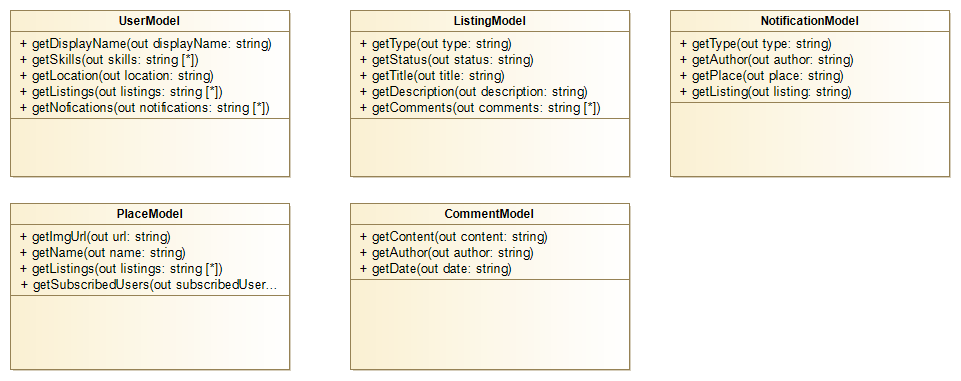 UserModel
+ getDisplayName(out displayName: string)
+ getSkills(out skills: string [*])
+ getLocation(out location: string)
+ getListings(out listings: string [*])
+ getNofications(out notifications: string [*])
ListingModel
+ getType(out type: string)
+ getStatus(out status: string)
+ getTitle(out title: string)
+ getDescription(out description: string)
+ getComments(out comments: string [*])
NotificationModel
+ getType(out type: string)
+ getAuthor(out author: string)
+ getPlace(out place: string)
+ getListing(out listing: string)
PlaceModel
+ getImgUrl(out url: string)
+ getName(out name: string)
+ getListings(out listings: string [*])
+ getSubscribedUsers(out subscribedUser...
CommentModel
+ getContent(out content: string)
+ getAuthor(out author: string)
+ getDate(out date: string)